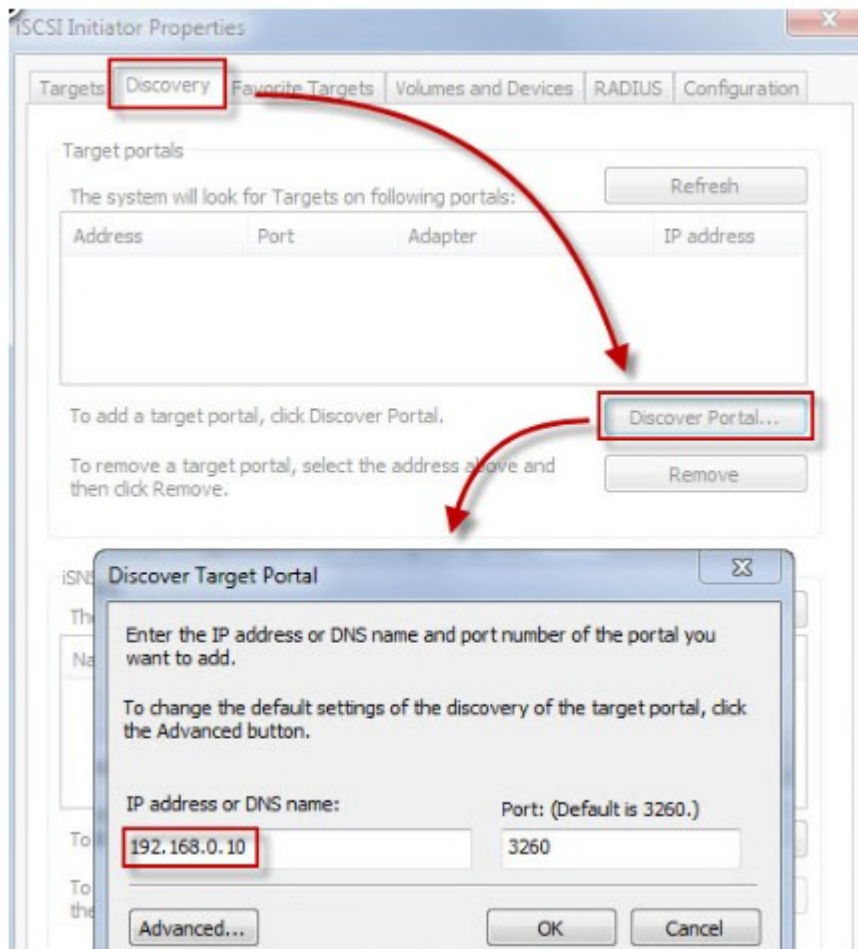 iSCSI Initiator Properties
Targets Discovery Favorite Targets Volumes and Devices RADIUS Configuration
Target portals
The system will look for Targets on following portals:
Refresh
Address Port Adapter IP address
To add a target portal, click Discover Portal.
Discover Portal...
To remove a target portal, select the address above and
then click Remove.
Remove
iSNS
Discover Target Portal
Enter the IP address or DNS name and port number of the portal you
want to add.
To change the default settings of the discovery of the target portal, click
the Advanced button.
IP address or DNS name:
Port: (Default is 3260.)
192.168.0.10
3260
To
To
the
Advanced...
OK
Cancel